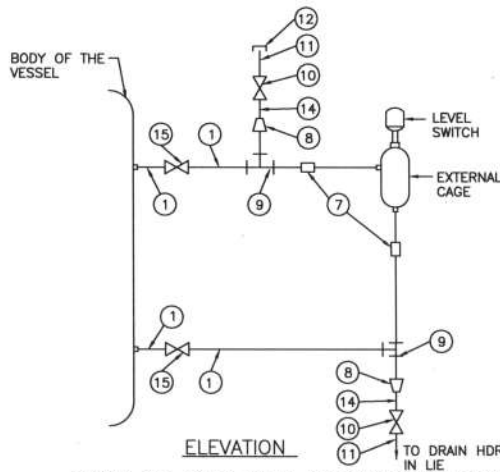 12
11
BODY OF THE
VESSEL
10
14
LEVEL
SWITCH
15
1
8
EXTERNAL
CAGE
1
9
7
1
9
15
1
8
14
10
ELEVATION
11
TO DRAIN HDR
IN LIE